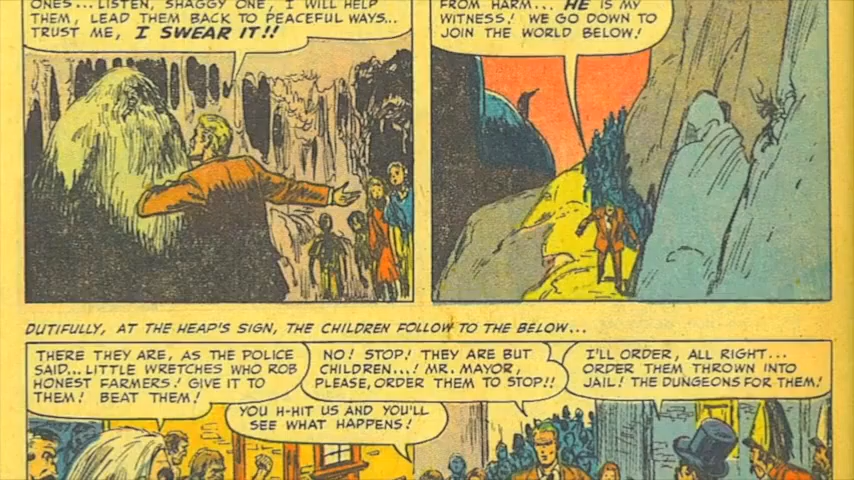 ONES... LISTEN, SHAGGY ONE, I WILL HELP
THEM, LEAD THEM BACK TO PEACEFUL WAYS...
TRUST ME, I SWEAR IT!!
FROM HARM... HE IS MY
WITNESS! WE GO DOWN TO
JOIN THE WORLD BELOW!
DUTIFULLY, AT THE HEAP'S SIGN, THE CHILDREN FOLLOW TO THE BELOW...
THERE THEY ARE, AS THE POLICE
SAID... LITTLE WRETCHES WHO ROB
HONEST FARMERS! GIVE IT TO
THEM! BEAT THEM!
NO! STOP! THEY ARE BUT
CHILDREN...! MR. MAYOR,
PLEASE, ORDER THEM TO STOP!!
I'LL ORDER, ALL RIGHT...
ORDER THEM THROWN INTO
JAIL! THE DUNGEONS FOR THEM!
YOU H-HIT US AND YOU'LL
SEE WHAT HAPPENS!